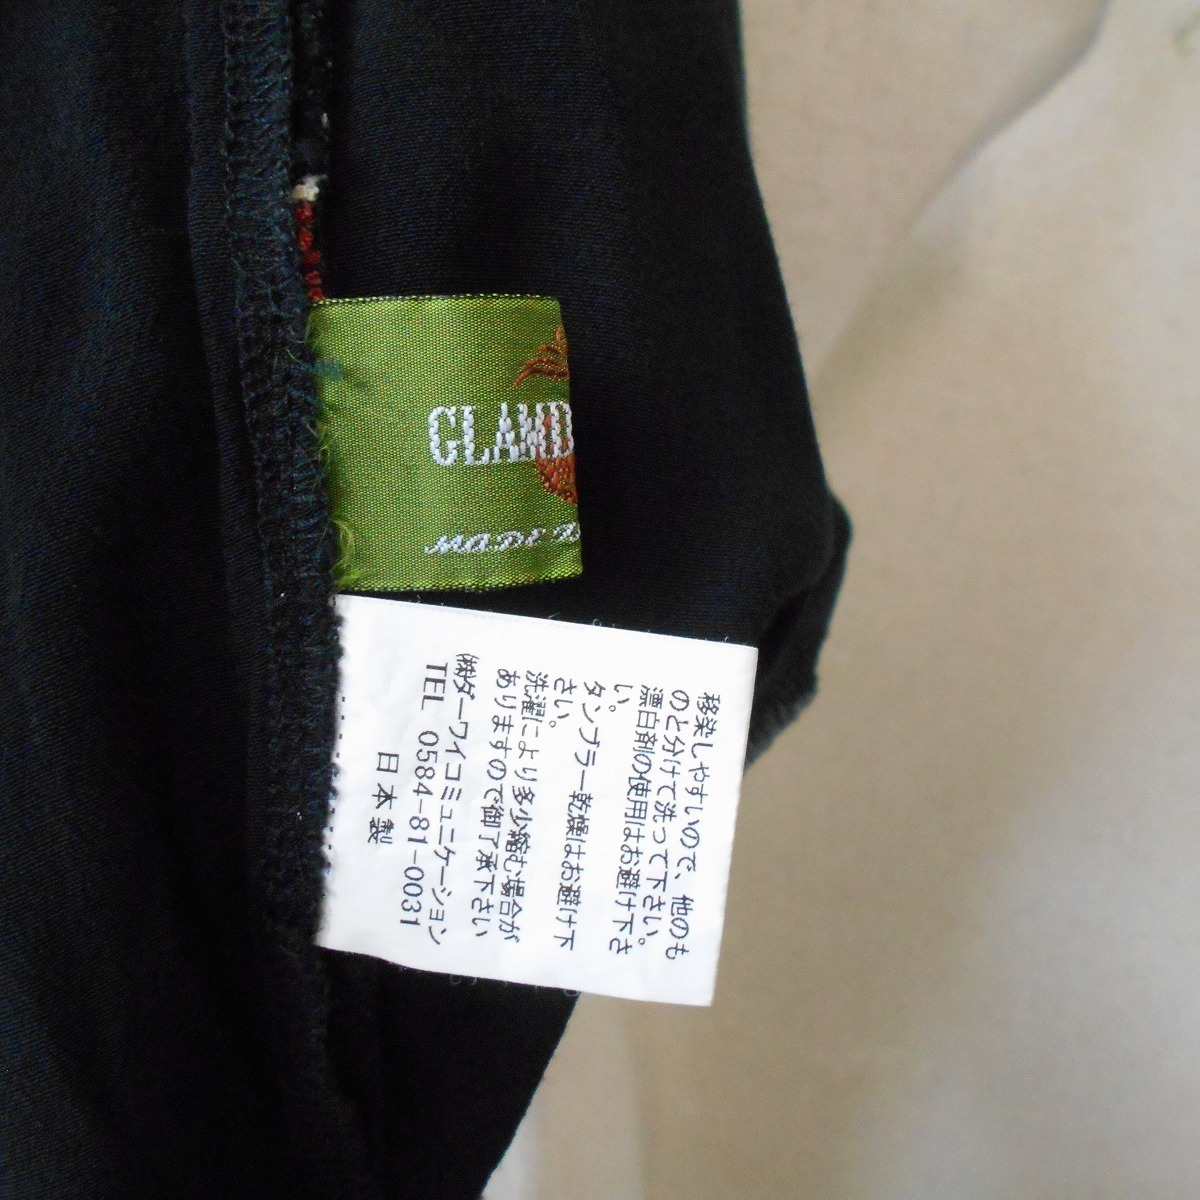 CLAMD
MADE
移染しやすいので、他のも
のと分けて洗って下さい。
漂白剤の使用はお避け下さ
い。
タンブラー乾燥はお避け下
さい。
洗濯により多少縮む場合が
ありますので御了承下さい
㈱ダーワイコミュニケーション
TEL 0584-81-0031
日本製